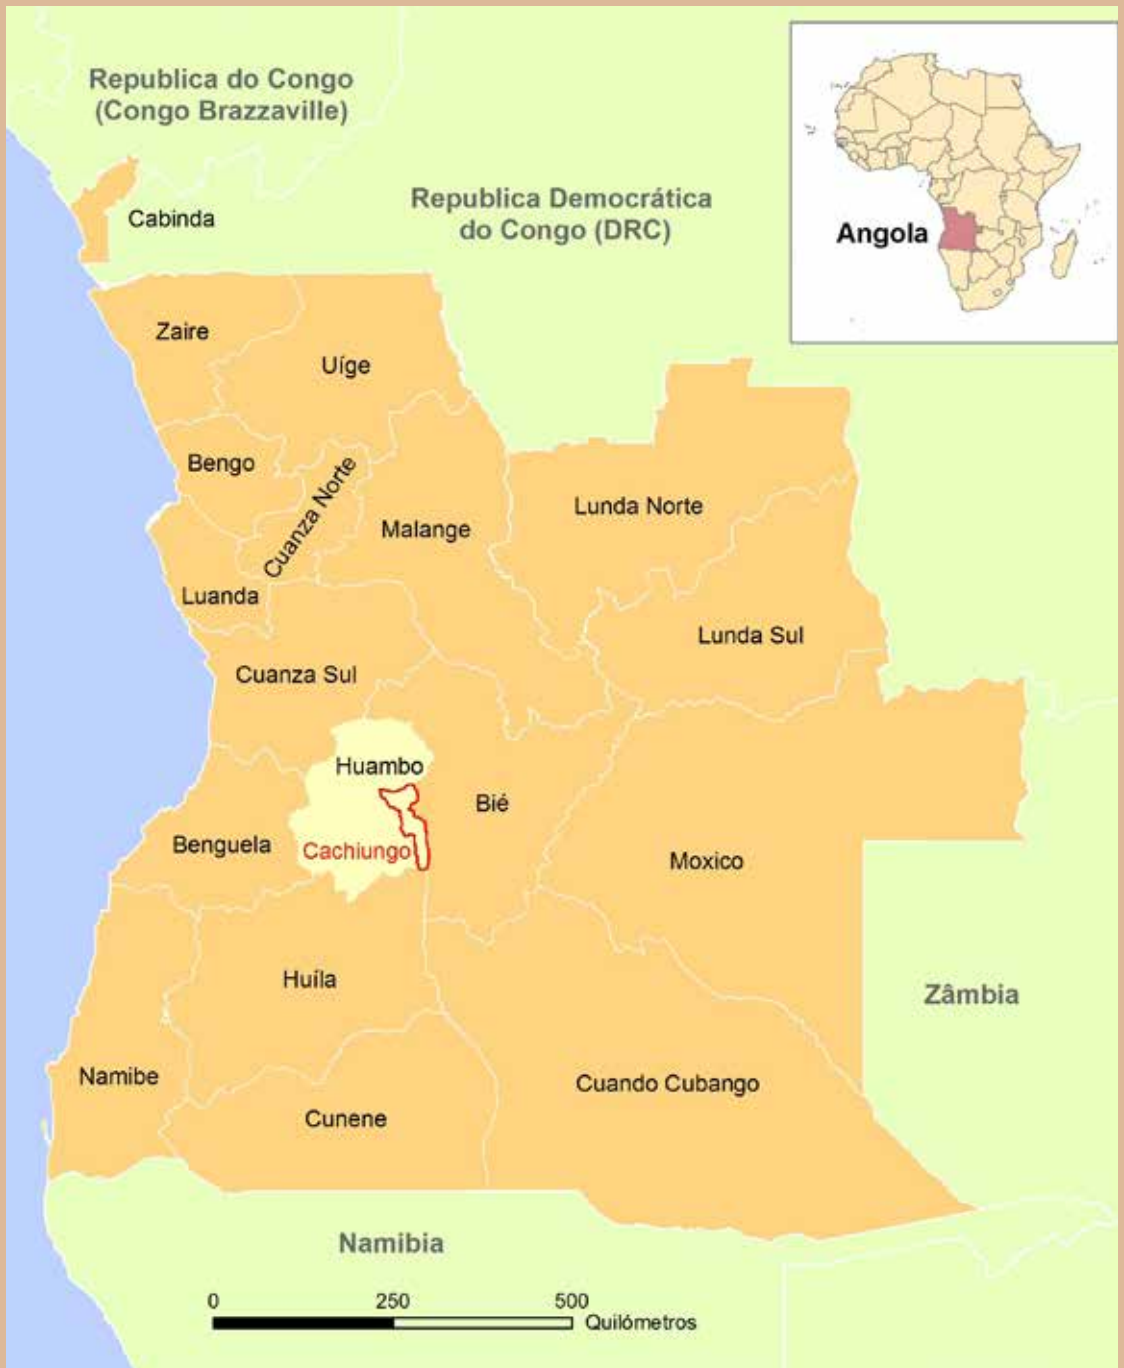 Republica do Congo
(Congo Brazzaville)
Republica Democrática
do Congo (DRC)
Angola
Cabinda
Zaire
Uíge
Bengo
Cuanza Norte
Malange
Lunda Norte
Luanda
Lunda Sul
Cuanza Sul
Huambo
Bié
Benguela
Cachiungo
Moxico
Huíla
Zâmbia
Namibe
Cuando Cubango
Cunene
Namibia
0 250 500
Quilómetros